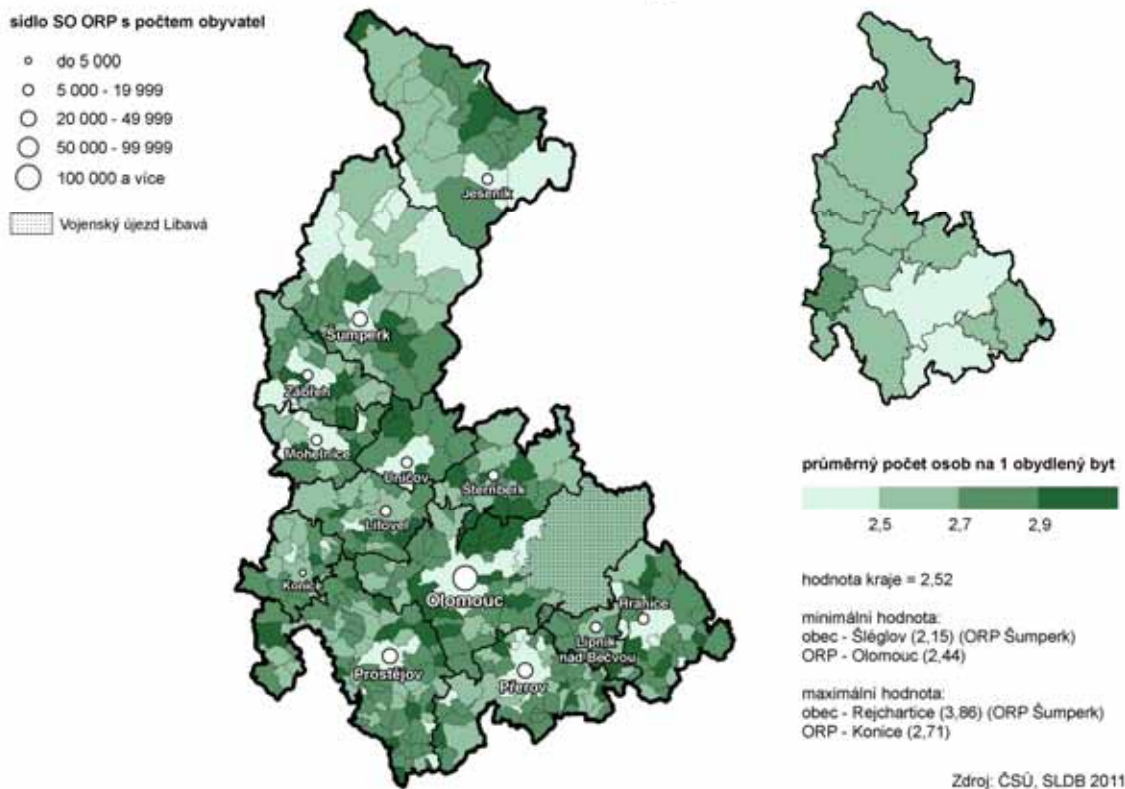 sídlo SO ORP s počtem obyvatel
do 5 000
5 000 - 19 999
20 000 - 49 999
50 000 - 99 999
100 000 a více
Vojenský újezd Libavá
Jeseník
Šumperk
Zábřeh
Mohelnice
Uničov
Šternberk
Litovel
Konice
Olomouc
Hranice
Lipník
nad Bečvou
Prostějov
Přerov
průměrný počet osob na 1 obydlený byt
2,5 2,7 2,9
hodnota kraje = 2,52
minimální hodnota:
obec - Šléglov (2,15) (ORP Šumperk)
ORP - Olomouc (2,44)
maximální hodnota:
obec - Rejchartice (3,86) (ORP Šumperk)
ORP - Konice (2,71)
Zdroj: ČSÚ, SLDB 2011